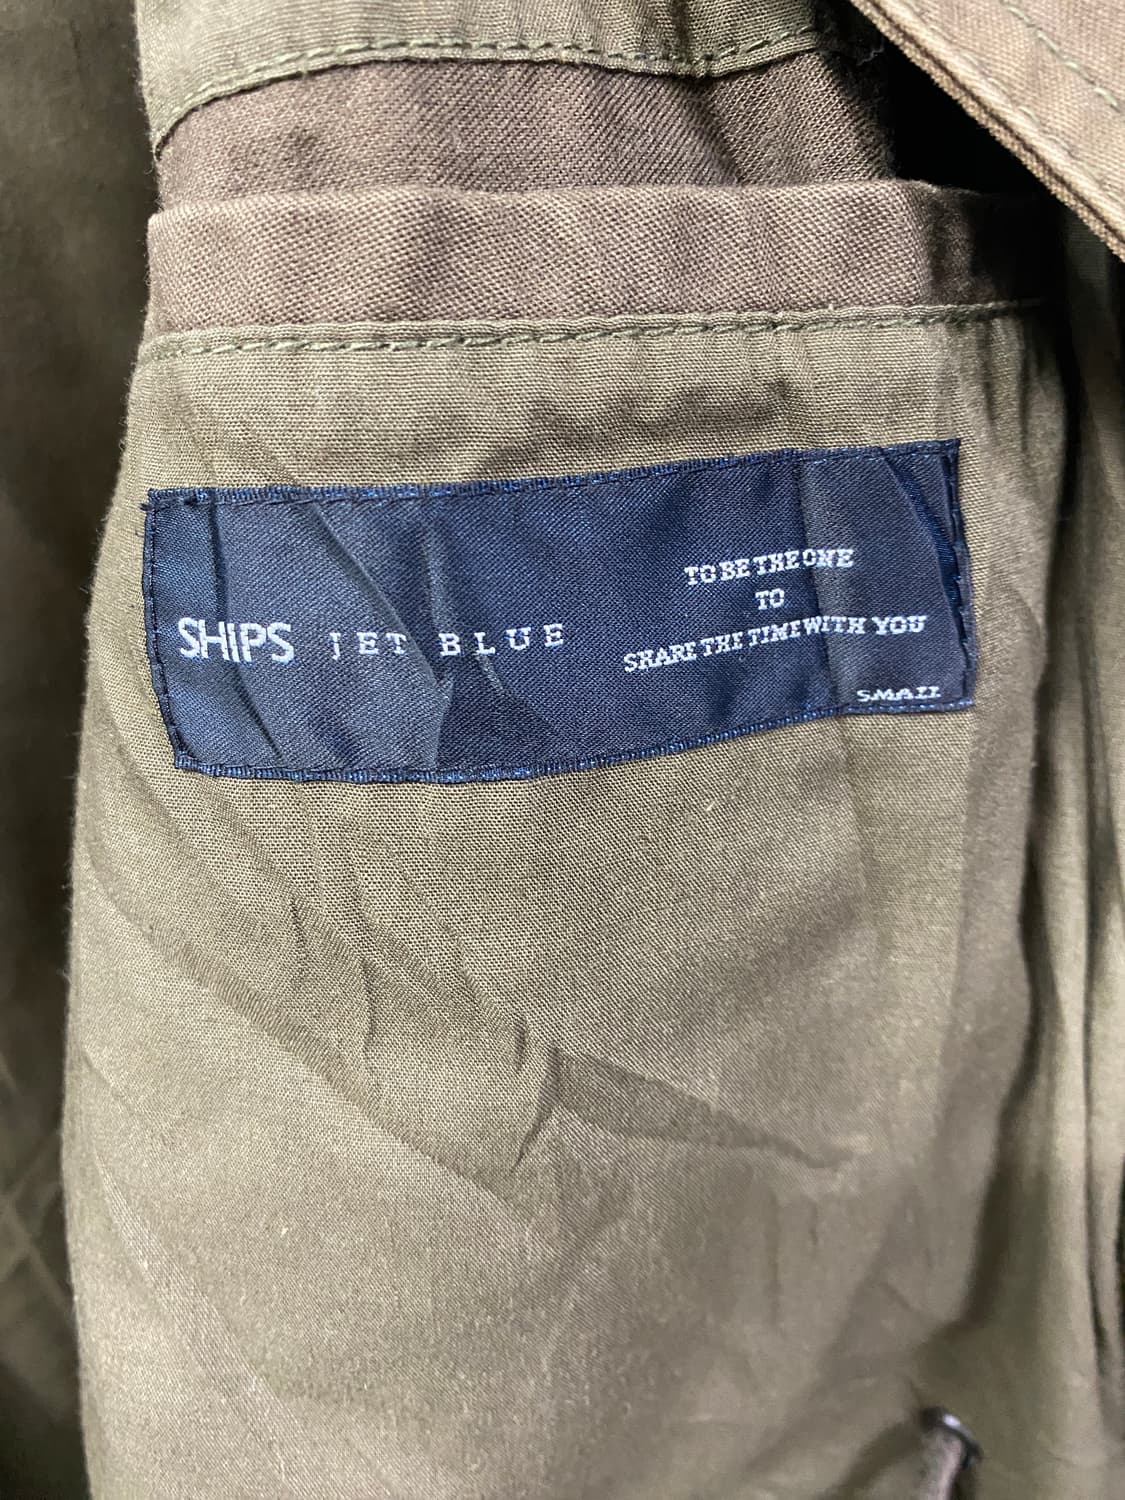 SHIPS JET BLUE
TO BE THE ONE
TO
SHARE THE TIME WITH YOU
SMALL